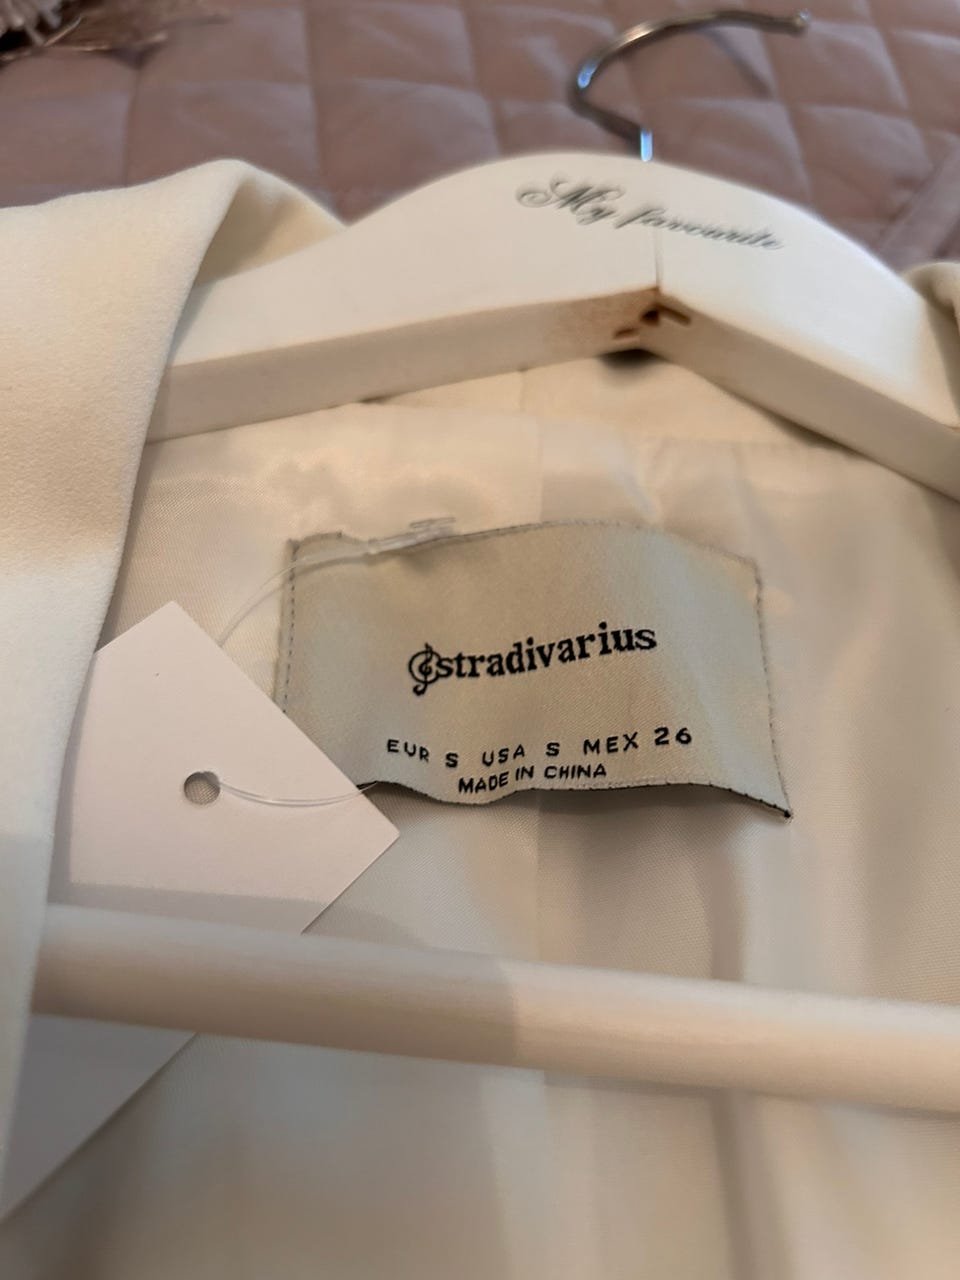 My favourite
stradivarius
EUR S USA S MEX 26
MADE IN CHINA